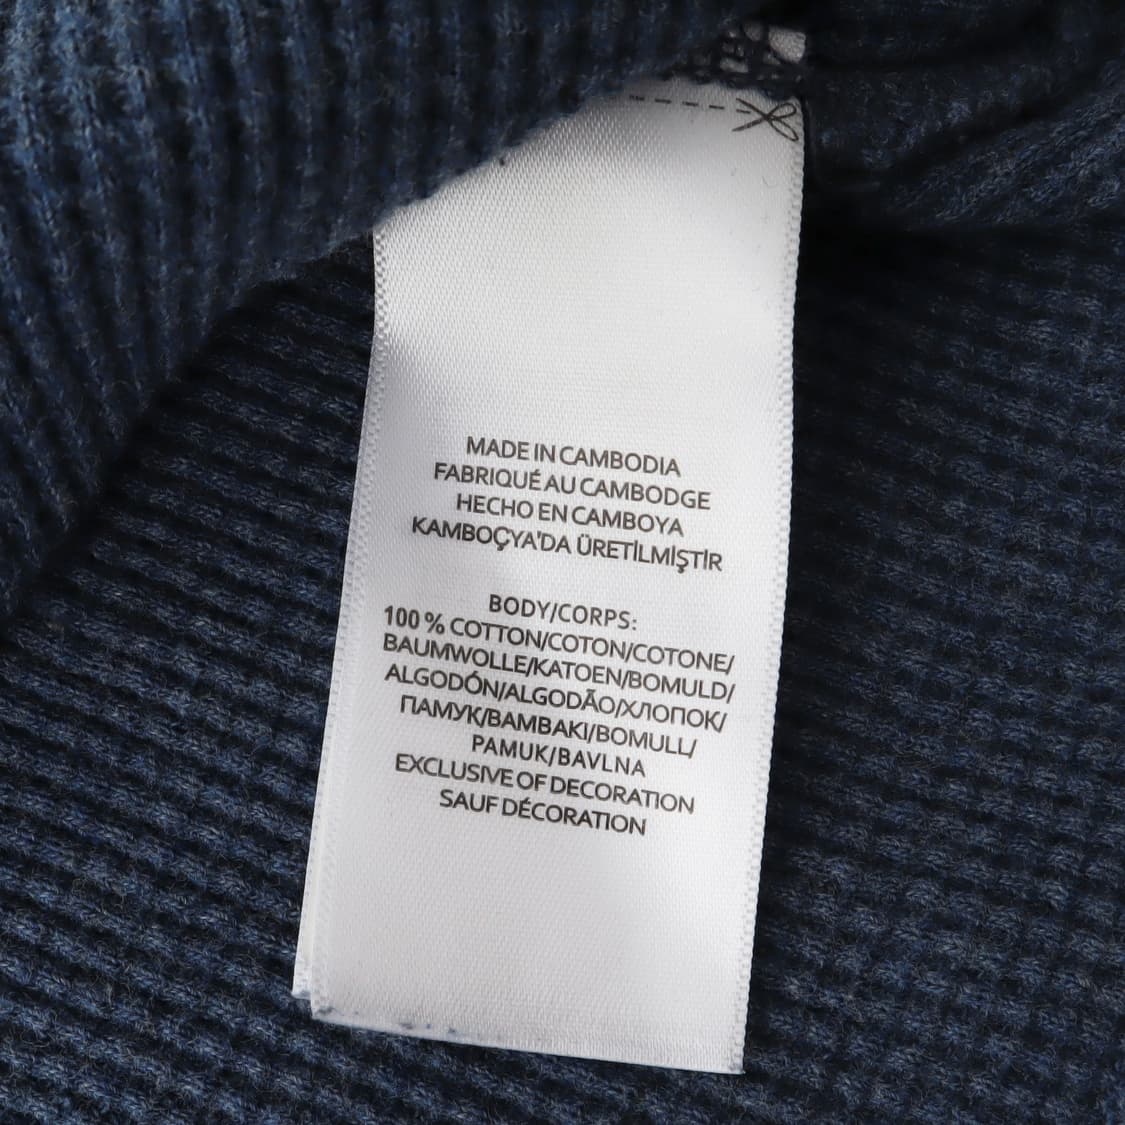 MADE IN CAMBODIA
FABRIQUÉ AU CAMBODGE
HECHO EN CAMBOYA
KAMBOÇYA'DA ÜRETİLMİŞTİR
BODY/CORPS:
100 % COTTON/COTON/COTONE/
BAUMWOLLE/KATOEN/BOMULD/
ALGODÓN/ALGODÃO/ХЛОПОК/
ПАМУК/BAMBAKI/BOMULL/
PAMUK/BAVLNA
EXCLUSIVE OF DECORATION
SAUF DÉCORATION